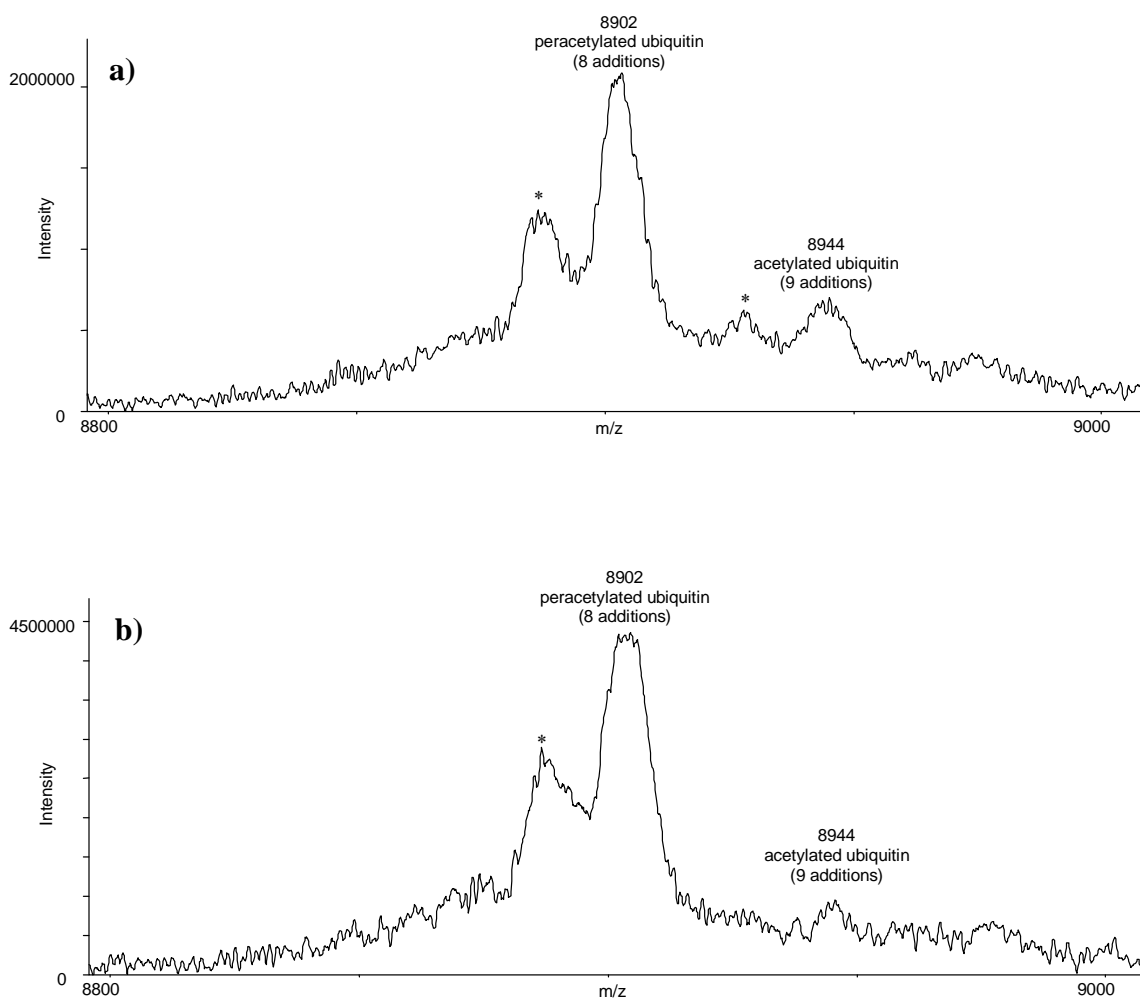 8902
peracetylated ubiquitin
(8 additions)
a)
2000000
*
8944
acetylated ubiquitin
(9 additions)
*
Intensity
0
8800
m/z
9000
8902
peracetylated ubiquitin
(8 additions)
4500000
b)
*
8944
acetylated ubiquitin
(9 additions)
Intensity
0
8800
m/z
9000